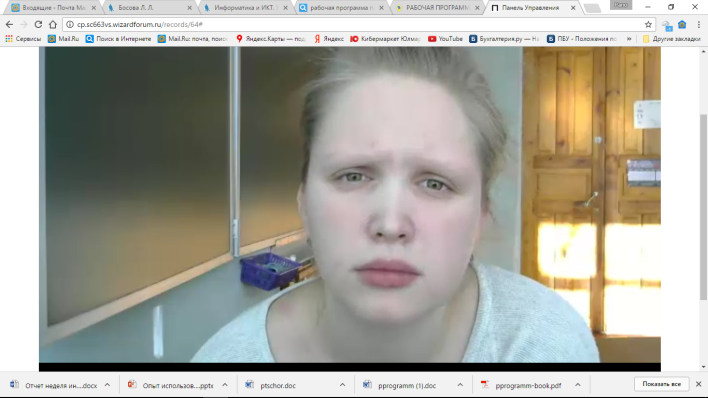 Входящие - Почта Ma
Босова Л. Л.
Информатика и ИКТ.
рабочая программа п
РАБОЧАЯ ПРОГРАММ
Панель Управления
cp.sc663vs.wizardforum.ru/records/64#
Сервисы
Mail.Ru
Поиск в Интернете
Mail.Ru: почта, поис
Яндекс.Карты — под
Яндекс
Кибермаркет Юлмар
YouTube
Бухгалтерия.ру — На
ПБУ - Положения по
»
Другие закладки
Отчет неделя ин....docx
Опыт использов....pptx
ptschor.doc
pprogramm (1).doc
pprogramm-book.pdf
Показать все